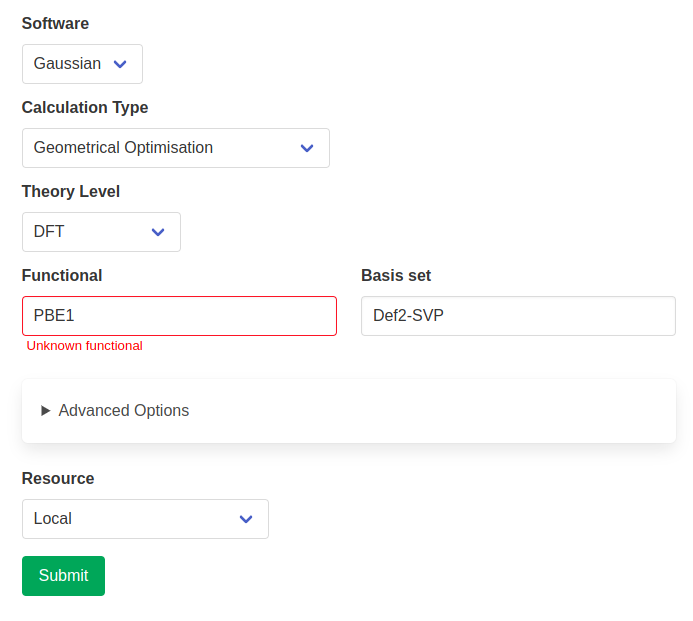 Software
Gaussian
Calculation Type
Geometrical Optimisation
Theory Level
DFT
Functional
Basis set
PBE1
Def2-SVP
Unknown functional
Advanced Options
Resource
Local
Submit